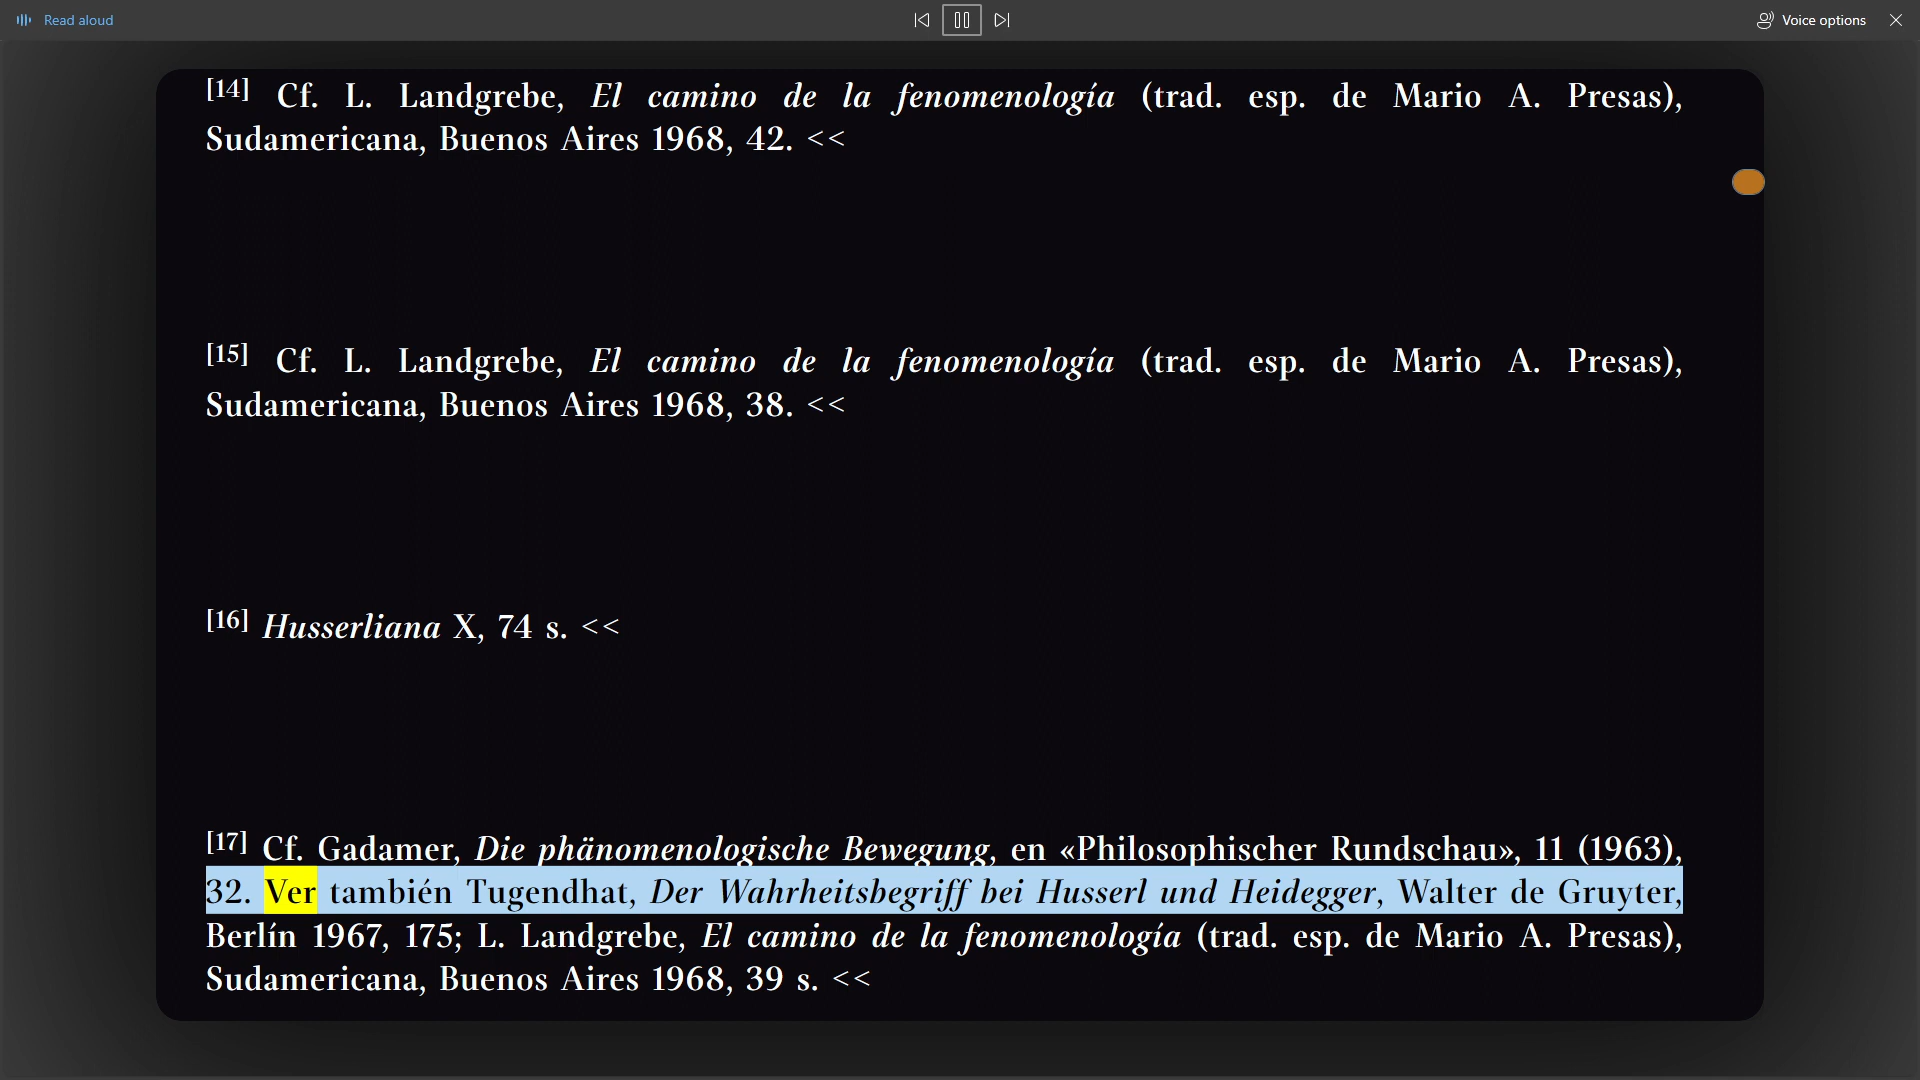 Read aloud
Voice options
[14] Cf. L. Landgrebe, El camino de la fenomenología (trad. esp. de Mario A. Presas),
Sudamericana, Buenos Aires 1968, 42. <<
[15] Cf. L. Landgrebe, El camino de la fenomenología (trad. esp. de Mario A. Presas),
Sudamericana, Buenos Aires 1968, 38. <<
[16] Husserliana X, 74 s. <<
[17] Cf. Gadamer, Die phänomenologische Bewegung, en «Philosophischer Rundschau», 11 (1963),
32. Ver también Tugendhat, Der Wahrheitsbegriff bei Husserl und Heidegger, Walter de Gruyter,
Berlín 1967, 175; L. Landgrebe, El camino de la fenomenología (trad. esp. de Mario A. Presas),
Sudamericana, Buenos Aires 1968, 39 s. <<